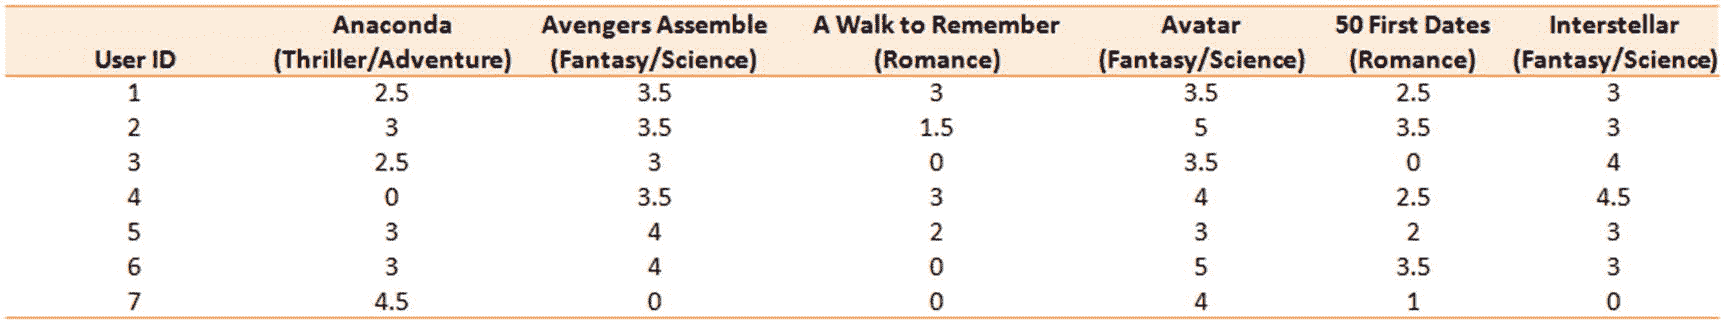 Anaconda Avengers Assemble A Walk to Remember Avatar 50 First Dates Interstellar
User ID (Thriller/Adventure) (Fantasy/Science) (Romance) (Fantasy/Science) (Romance) (Fantasy/Science)
1 2.5 3.5 3 3.5 2.5 3
2 3 3.5 1.5 5 3.5 3
3 2.5 3 0 3.5 0 4
4 0 3.5 3 4 2.5 4.5
5 3 4 2 3 2 3
6 3 4 0 5 3.5 3
7 4.5 0 0 4 1 0